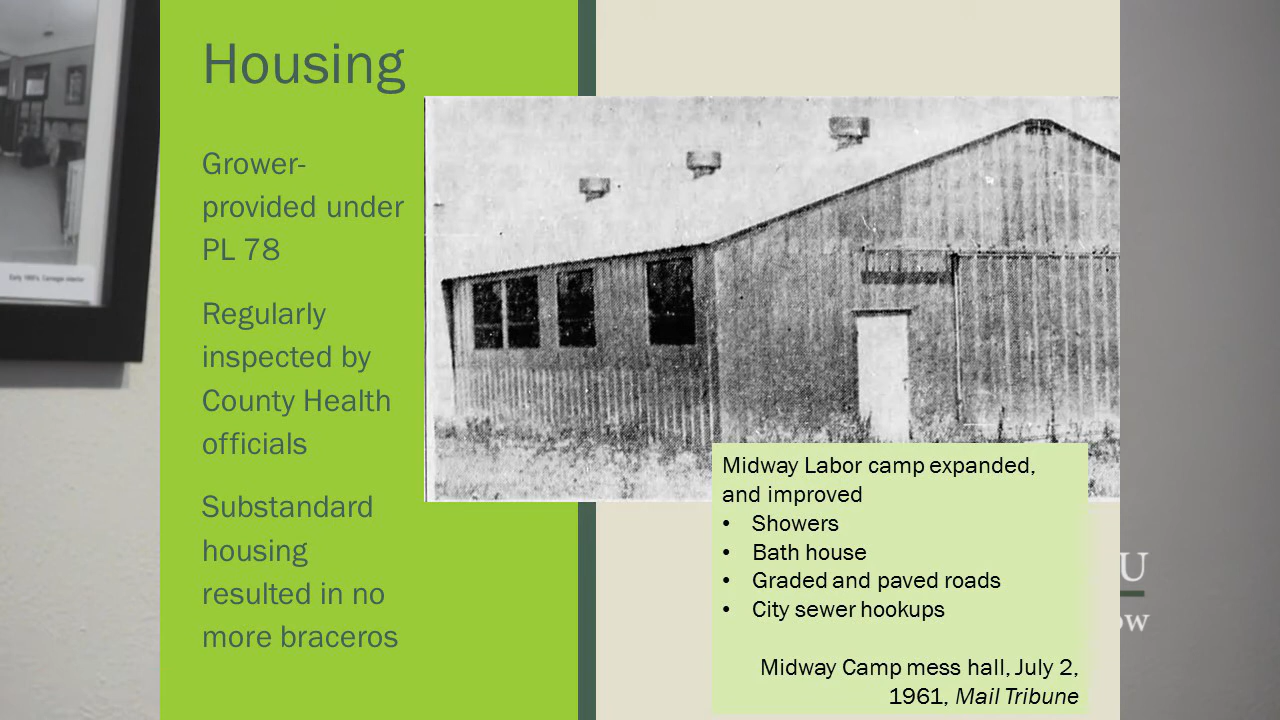 Housing
Grower-
provided under
PL 78
Regularly
inspected by
County Health
officials
Substandard
housing
resulted in no
more braceros
Midway Labor camp expanded,
and improved
• Showers
• Bath house
• Graded and paved roads
• City sewer hookups
Midway Camp mess hall, July 2,
1961, Mail Tribune
U
ow